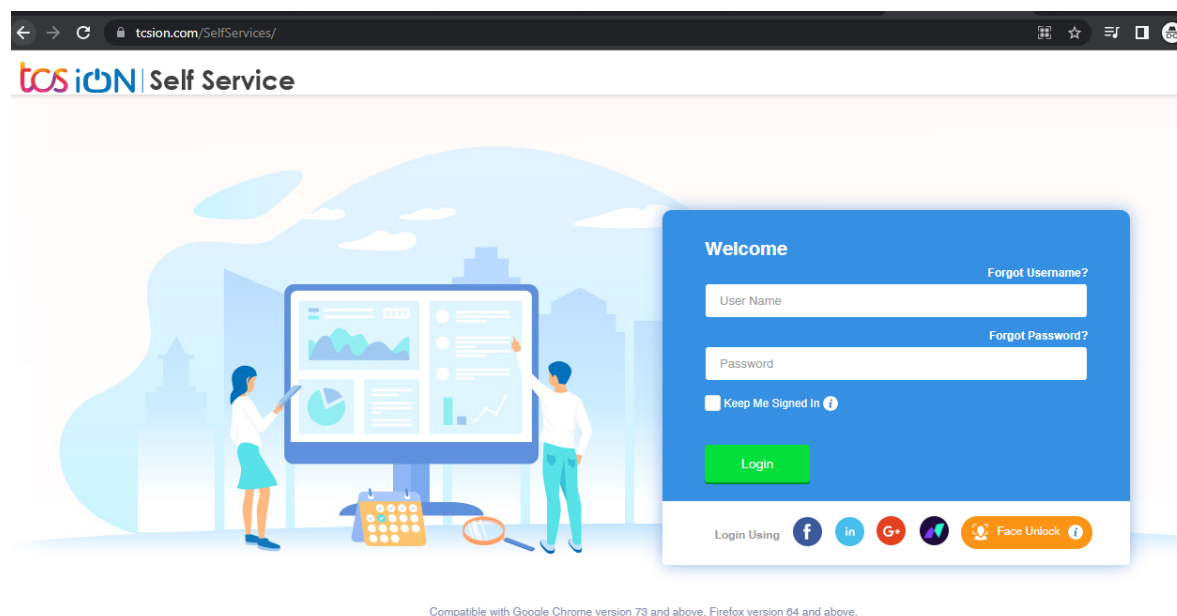 tcsion.com/SelfServices/
tcs iON | Self Service
Welcome
Forgot Username?
User Name
Forgot Password?
Password
Keep Me Signed In i
Login
Login Using f in G+ Face Unlock i
Compatible with Google Chrome version 73 and above, Firefox version 64 and above.